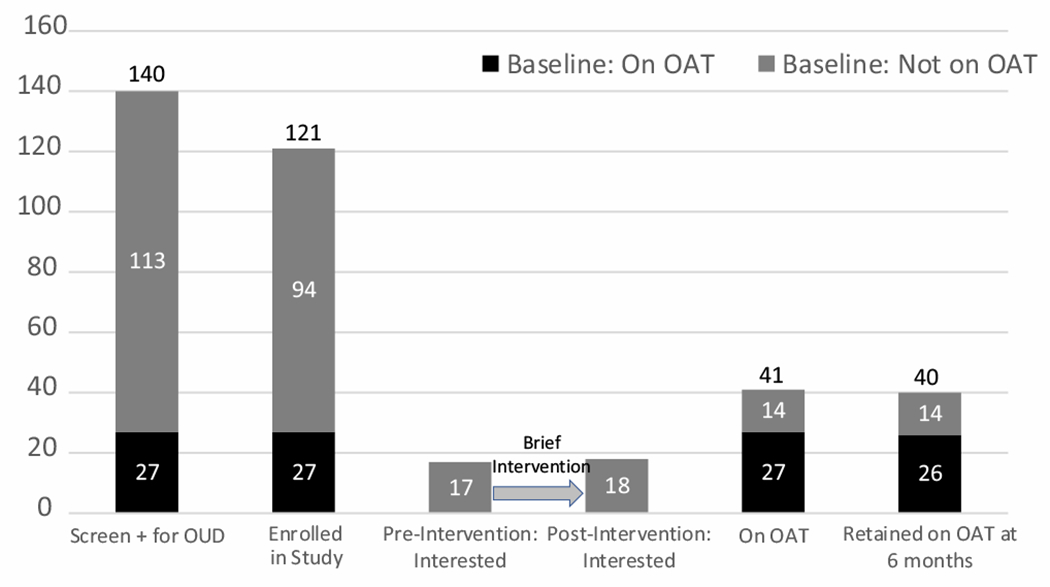 160
140
120
100
80
60
40
20
0
Baseline: On OAT
Baseline: Not on OAT
140
113
27
121
94
27
17
Brief
Intervention
18
41
14
27
40
14
26
Screen + for OUD
Enrolled
in Study
Pre-Intervention:
Interested
Post-Intervention:
Interested
On OAT
Retained on OAT at
6 months